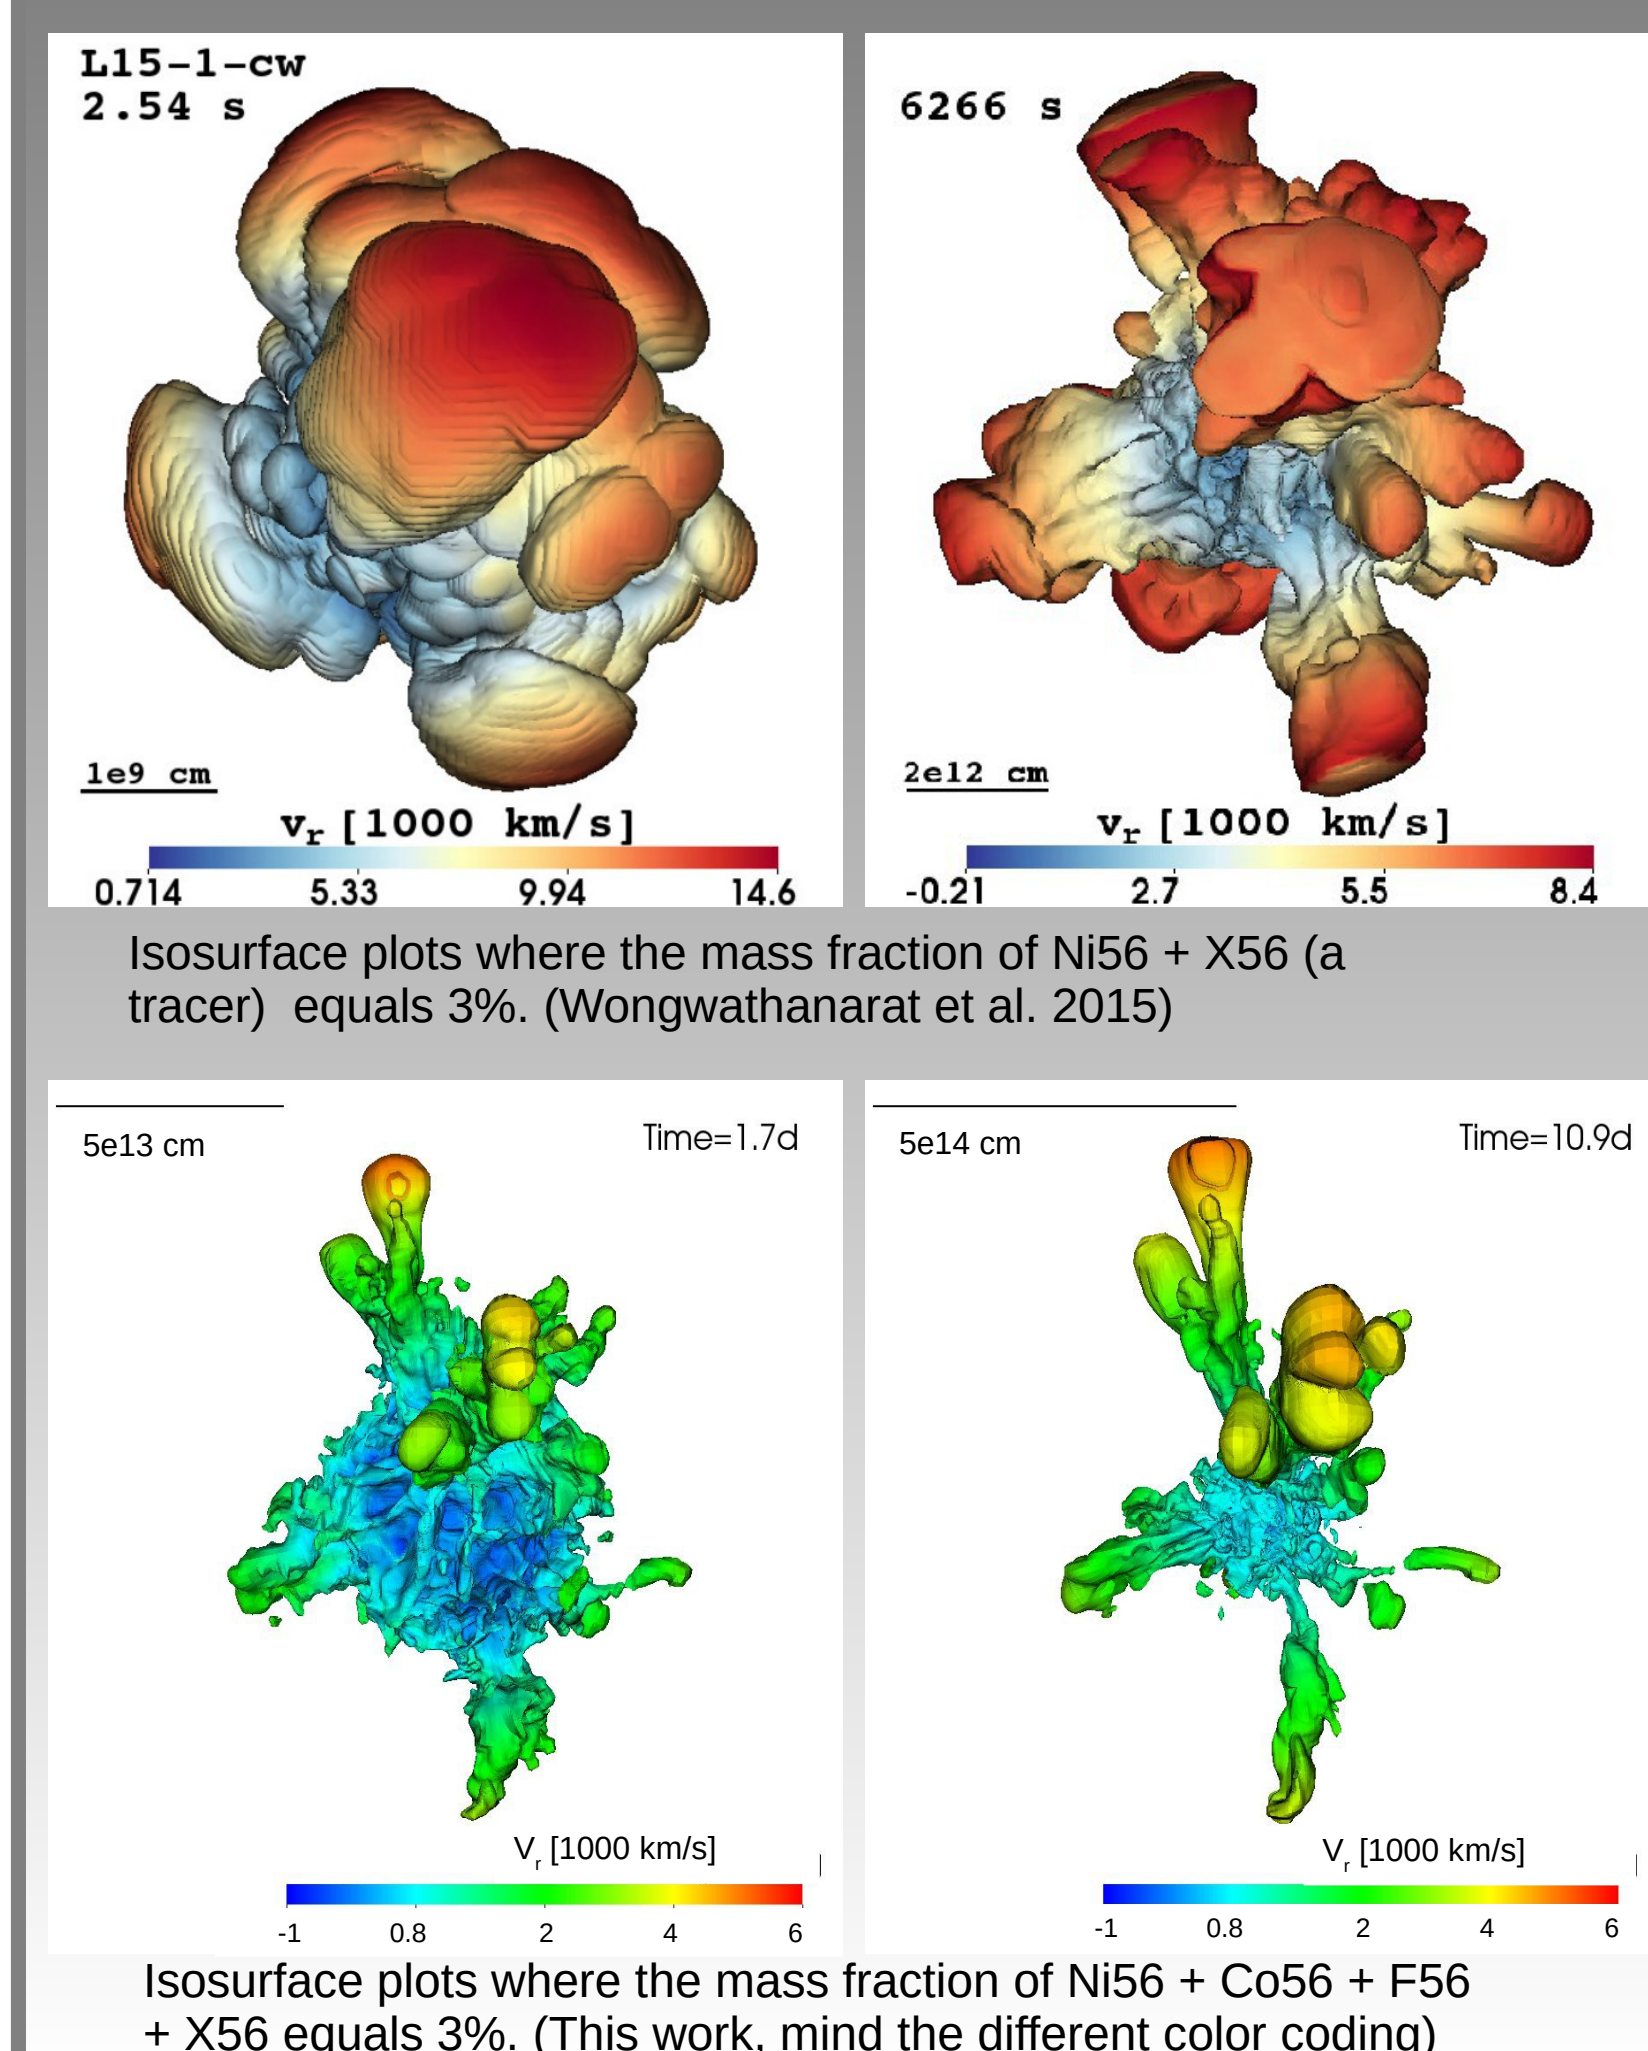 L15-1-cw
2.54 s
6266 s
1e9 cm
2e12 cm
vr [1000 km/s]
vr [1000 km/s]
0.714 5.33 9.94 14.6
-0.21 2.7 5.5 8.4
Isosurface plots where the mass fraction of Ni56 + X56 (a
tracer)  equals 3%. (Wongwathanarat et al. 2015)
5e13 cm
Time=1.7d
5e14 cm
Time=10.9d
Vr [1000 km/s]
Vr [1000 km/s]
-1 0.8 2 4 6
-1 0.8 2 4 6
Isosurface plots where the mass fraction of Ni56 + Co56 + F56
+ X56 equals 3%. (This work, mind the different color coding)